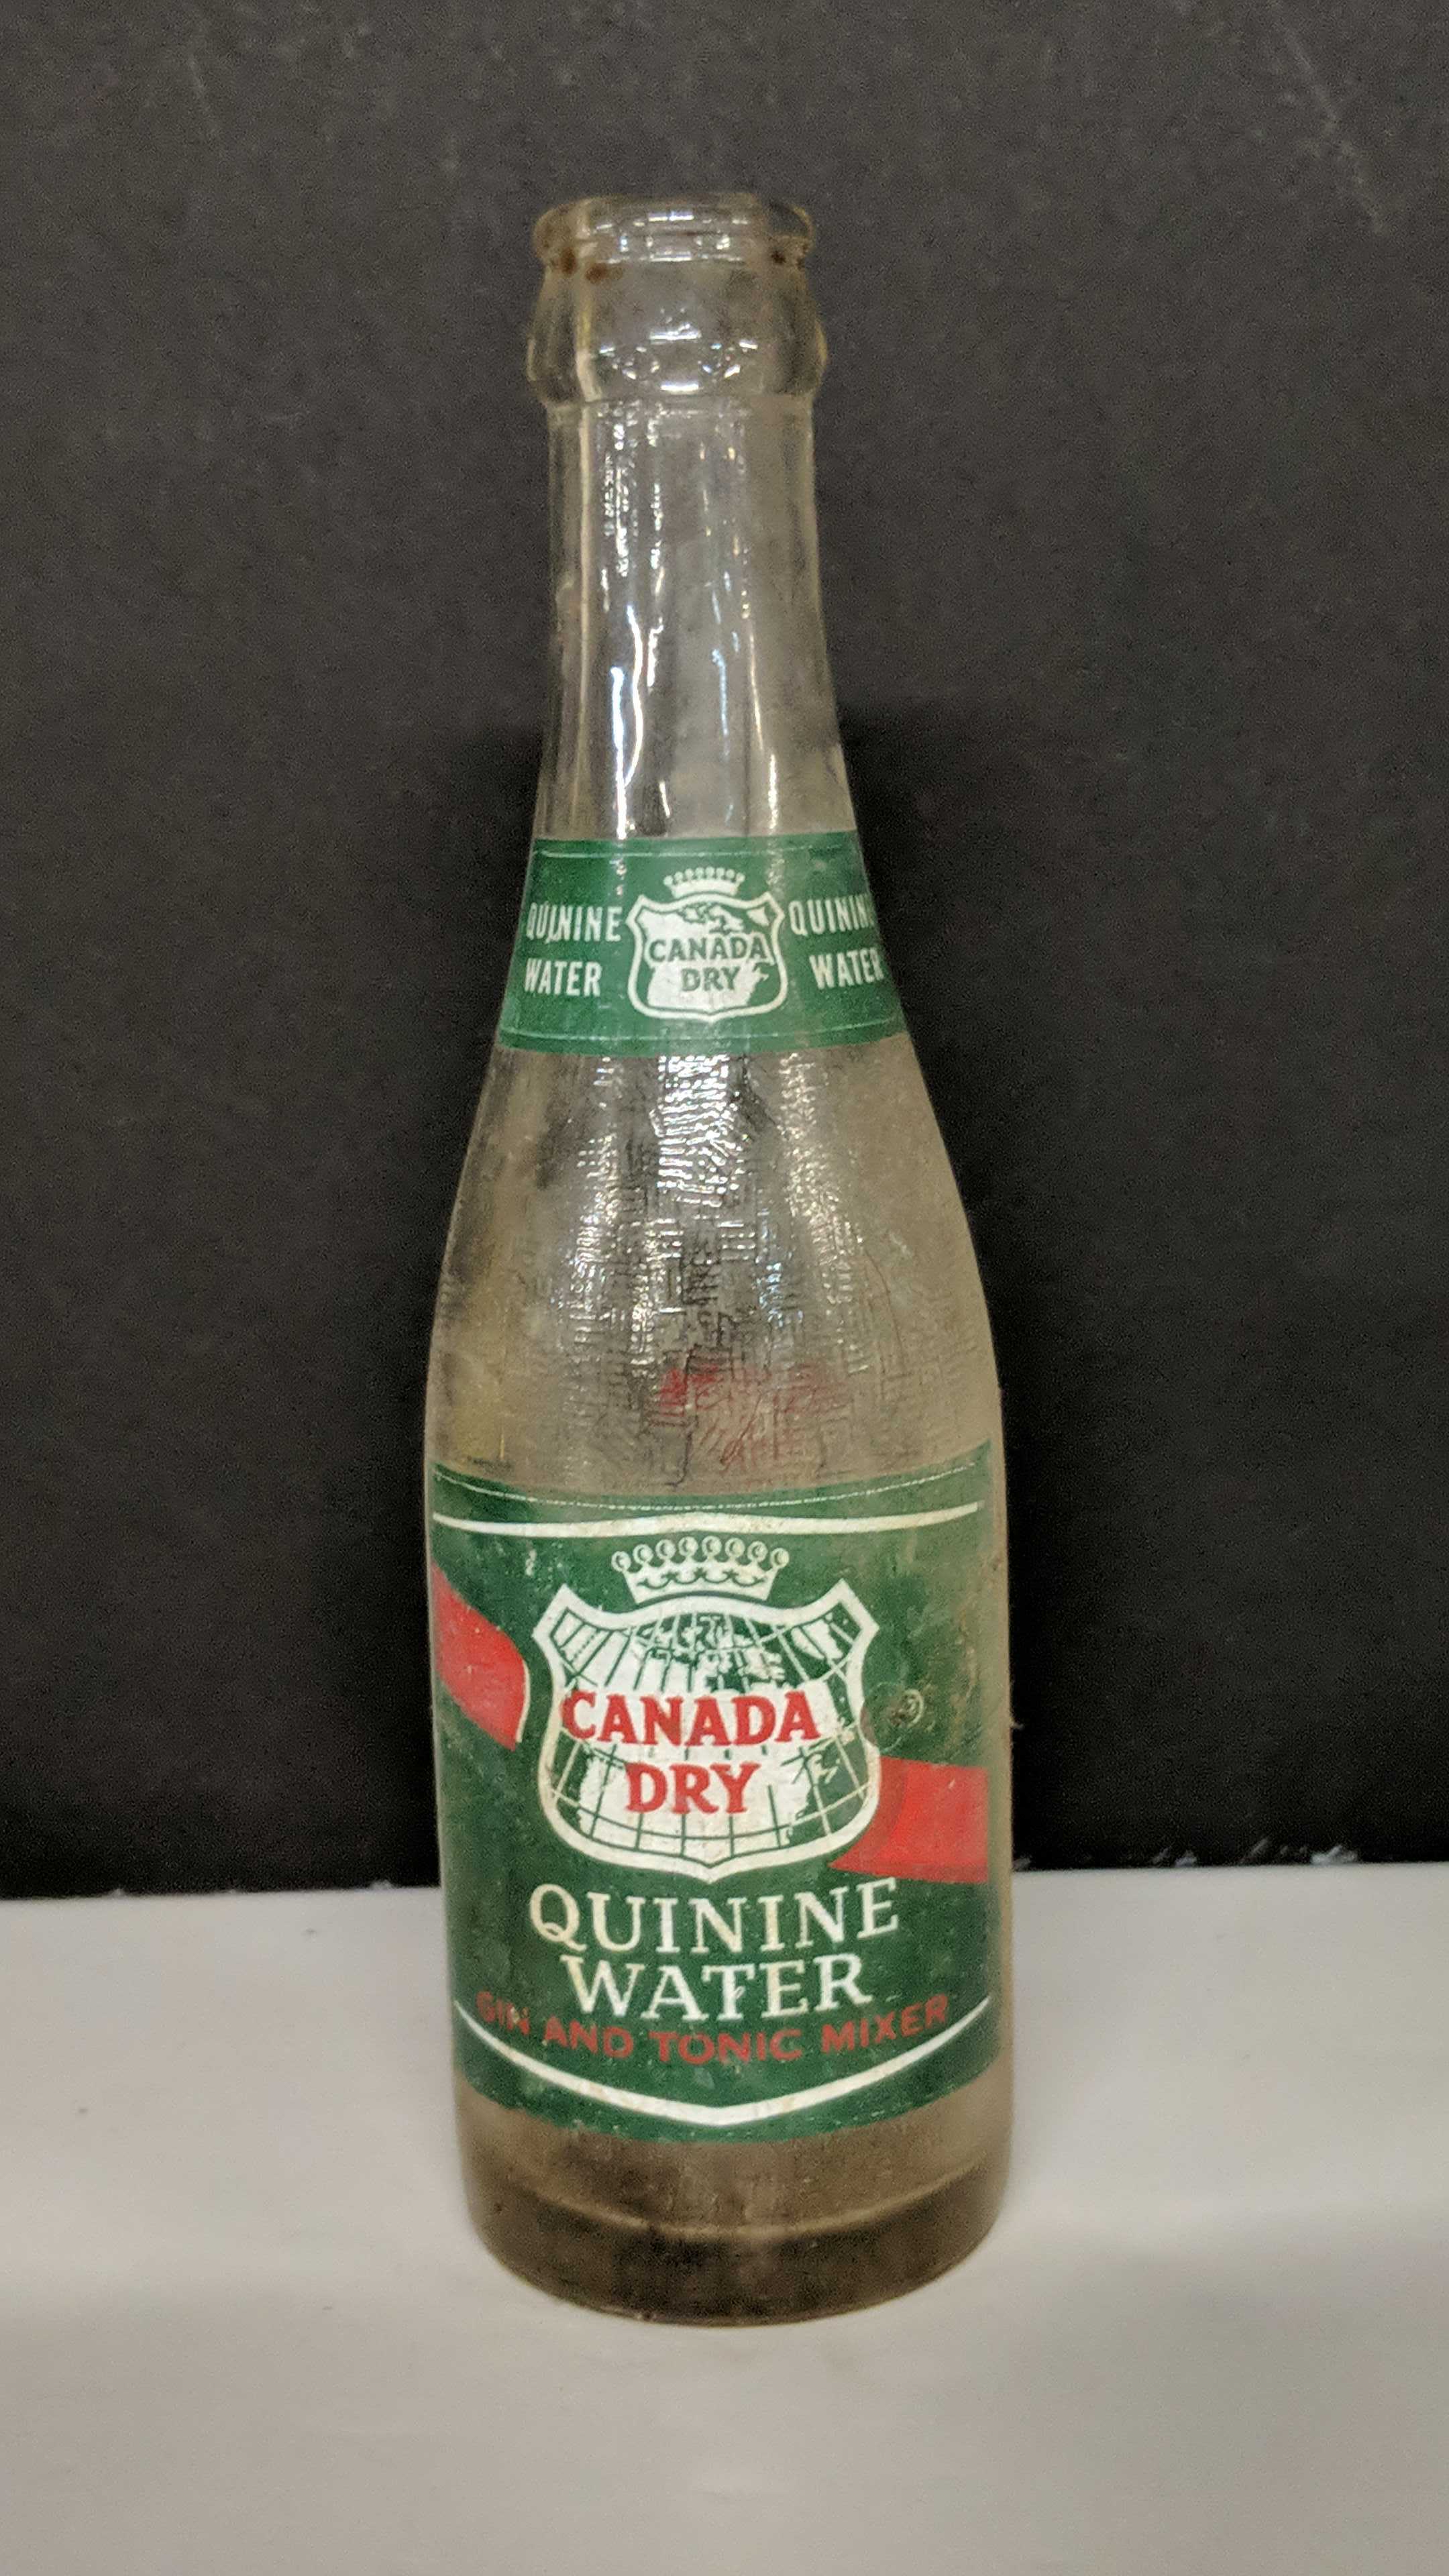 QUININE
WATER
CANADA
DRY
QUININE
WATER
CANADA
DRY
QUININE
WATER
GIN AND TONIC MIXER